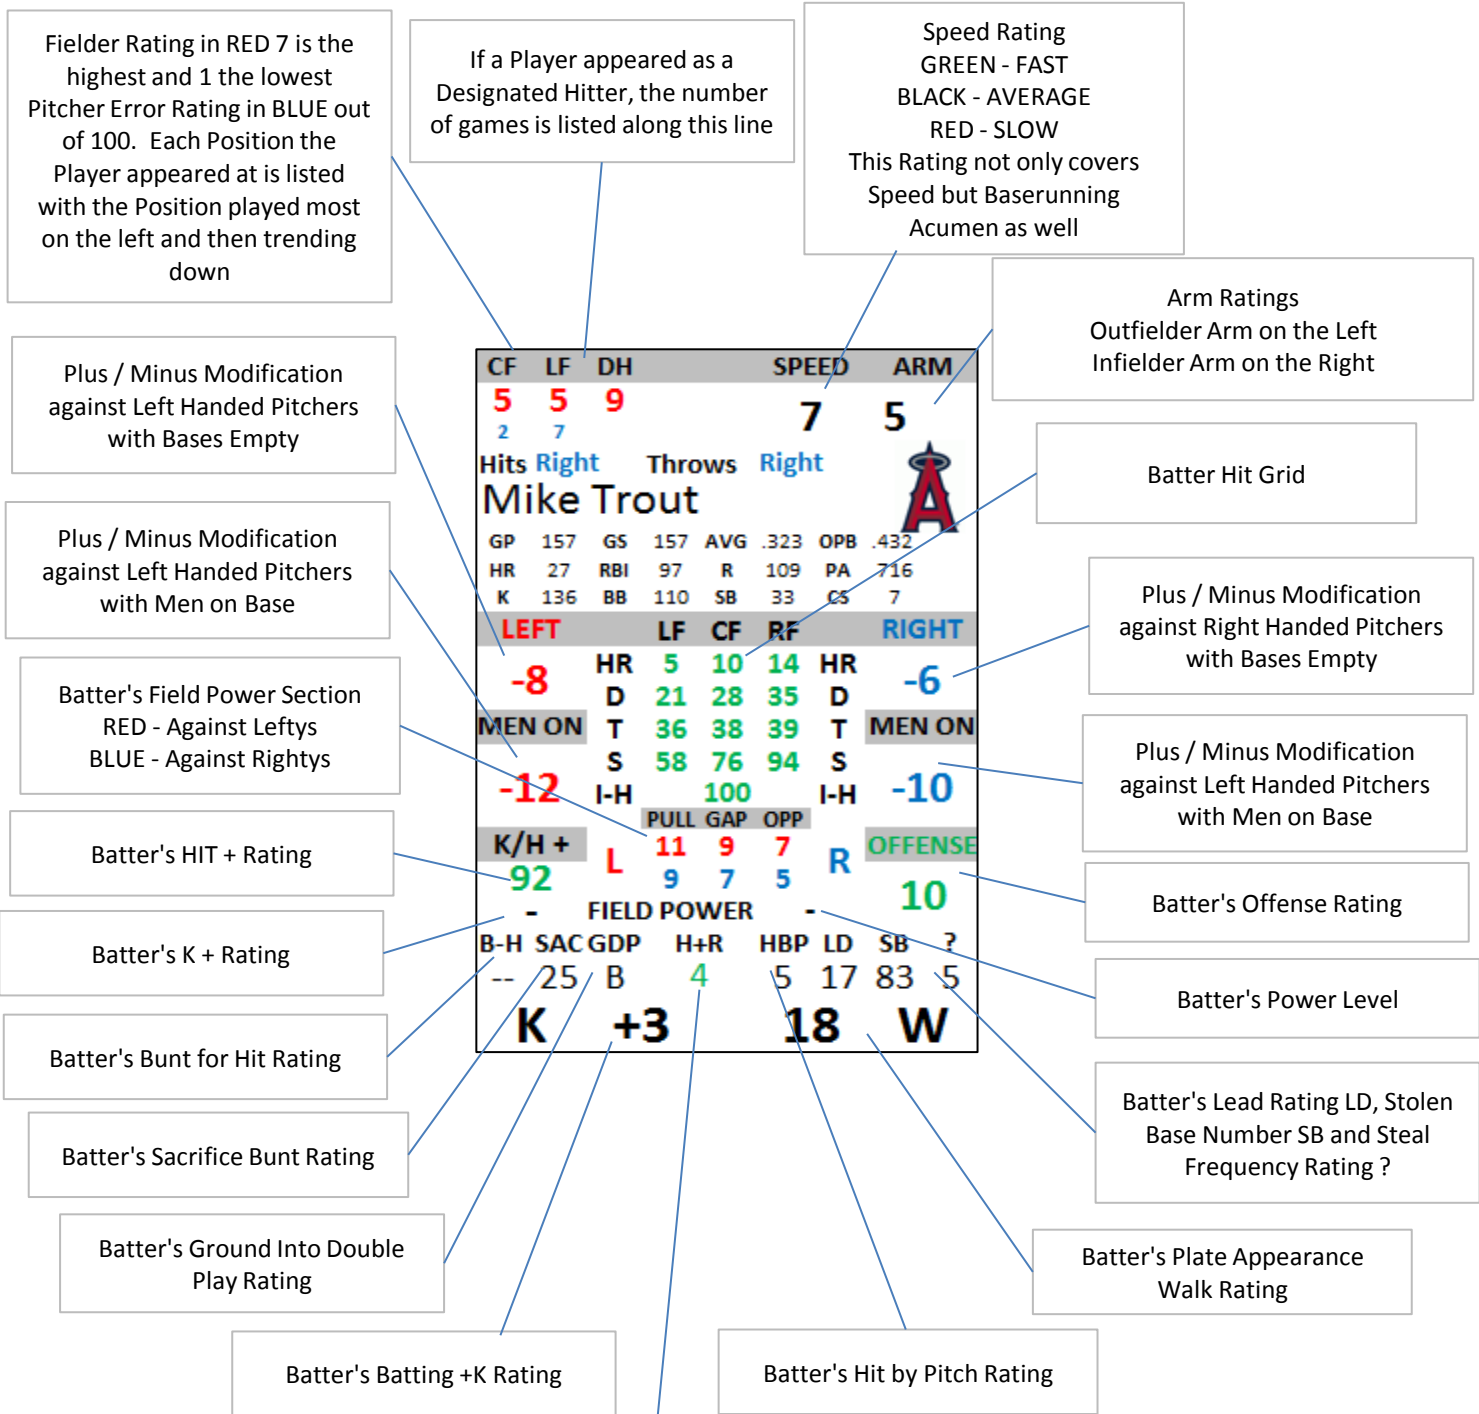 Fielder Rating in RED 7 is the
highest and 1 the lowest
Pitcher Error Rating in BLUE out
of 100.  Each Position the
Player appeared at is listed
with the Position played most
on the left and then trending
down
If a Player appeared as a
Designated Hitter, the number
of games is listed along this line
Speed Rating
GREEN - FAST
BLACK - AVERAGE
RED - SLOW
This Rating not only covers
Speed but Baserunning
Acumen as well
Arm Ratings
Outfielder Arm on the Left
Infielder Arm on the Right
Plus / Minus Modification
against Left Handed Pitchers
with Bases Empty
Plus / Minus Modification
against Left Handed Pitchers
with Men on Base
Batter's Field Power Section
RED - Against Leftys
BLUE - Against Rightys
Batter's HIT + Rating
Batter's K + Rating
Batter's Bunt for Hit Rating
Batter's Sacrifice Bunt Rating
Batter's Ground Into Double
Play Rating
Batter's Batting +K Rating
CF LF DH SPEED ARM
5 5 9 7 5
2 7
Hits Right Throws Right
Mike Trout
A
GP 157 GS 157 AVG .323 OPB .432
HR 27 RBI 97 R 109 PA 716
K 136 BB 110 SB 33 CS 7
LEFT LF CF RF RIGHT
-8 HR 5 10 14 HR -6
D 21 28 35 D
MEN ON T 36 38 39 T MEN ON
S 58 76 94 S
-12 I-H 100 I-H -10
PULL GAP OPP
K/H + L 11 9 7 R OFFENSE
92 9 7 5 10
- FIELD POWER -
B-H SAC GDP H+R HBP LD SB ?
-- 25 B 4 5 17 83 5
K +3 18 W
Batter Hit Grid
Plus / Minus Modification
against Right Handed Pitchers
with Bases Empty
Plus / Minus Modification
against Left Handed Pitchers
with Men on Base
Batter's Offense Rating
Batter's Power Level
Batter's Lead Rating LD, Stolen
Base Number SB and Steal
Frequency Rating ?
Batter's Plate Appearance
Walk Rating
Batter's Hit by Pitch Rating